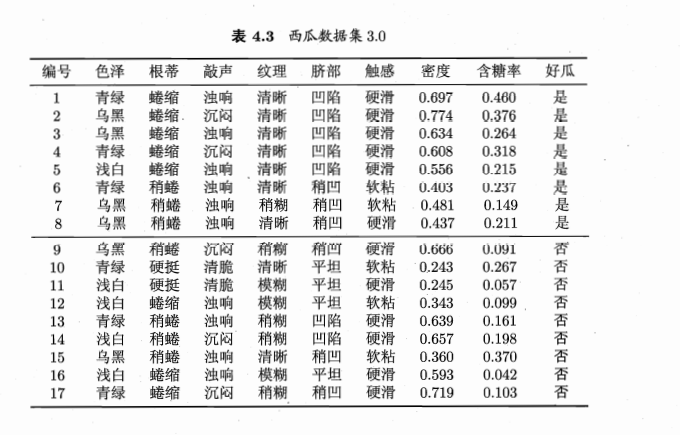 表 4.3 西瓜数据集3.0
编号 色泽 根蒂 敲声 纹理 脐部 触感 密度 含糖率 好瓜
1 青绿 蜷缩 浊响 清晰 凹陷 硬滑 0.697 0.460 是
2 乌黑 蜷缩 沉闷 清晰 凹陷 硬滑 0.774 0.376 是
3 乌黑 蜷缩 浊响 清晰 凹陷 硬滑 0.634 0.264 是
4 青绿 蜷缩 沉闷 清晰 凹陷 硬滑 0.608 0.318 是
5 浅白 蜷缩 浊响 清晰 凹陷 硬滑 0.556 0.215 是
6 青绿 稍蜷 浊响 清晰 稍凹 软粘 0.403 0.237 是
7 乌黑 稍蜷 浊响 稍糊 稍凹 软粘 0.481 0.149 是
8 乌黑 稍蜷 浊响 清晰 稍凹 硬滑 0.437 0.211 是
9 乌黑 稍蜷 沉闷 稍糊 稍凹 硬滑 0.666 0.091 否
10 青绿 硬挺 清脆 清晰 平坦 软粘 0.243 0.267 否
11 浅白 硬挺 清脆 模糊 平坦 硬滑 0.245 0.057 否
12 浅白 蜷缩 浊响 模糊 平坦 软粘 0.343 0.099 否
13 青绿 稍蜷 浊响 稍糊 凹陷 硬滑 0.639 0.161 否
14 浅白 稍蜷 沉闷 稍糊 凹陷 硬滑 0.657 0.198 否
15 乌黑 稍蜷 浊响 清晰 稍凹 软粘 0.360 0.370 否
16 浅白 蜷缩 浊响 模糊 平坦 硬滑 0.593 0.042 否
17 青绿 蜷缩 沉闷 稍糊 稍凹 硬滑 0.719 0.103 否